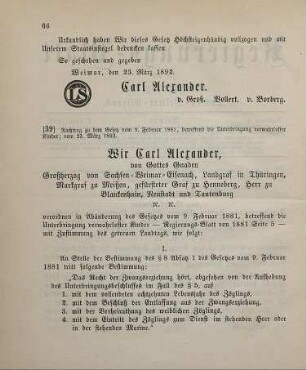 66
Urkundlich haben Wir dieses Gesetz Höchsteigenhändig vollzogen und mit
Unserem Staatsinsiegel bedrucken lassen.
So geschehen und gegeben
Weimar, den 23. März 1892.
LS
Carl Alexander.
v. Groß. Vollert. v. Boxberg.
[39] Nachtrag zu dem Gesetz vom 9. Februar 1881, betreffend die Unterbringung verwahrloster
Kinder; vom 22. März 1892.
Wir Carl Alexander,
von Gottes Gnaden
Großherzog von Sachsen-Weimar-Eisenach, Landgraf in Thüringen,
Markgraf zu Meißen, gefürsteter Graf zu Henneberg, Herr zu
Blankenhain, Neustadt und Tautenburg
ꝛc. ꝛc.
verordnen in Abänderung des Gesetzes vom 9. Februar 1881, betreffend die
Unterbringung verwahrloster Kinder — Regierungs-Blatt von 1881 Seite 5 —
mit Zustimmung des getreuen Landtags, wie folgt:
I.
An Stelle der Bestimmung des § 8 Absatz 1 des Gesetzes vom 9. Februar
1881 tritt folgende Bestimmung:
„Das Recht der Zwangserziehung hört, abgesehen von der Aufhebung
des Unterbringungsbeschlusses im Fall des § 5, auf
1. mit dem vollendeten achtzehnten Lebensjahre des Zöglings,
2. mit dem Beschluß der Entlassung aus der Zwangserziehung,
3. mit der Verheirathung des weiblichen Zöglings,
4. mit dem Eintritt des Zöglings zum Dienst im stehenden Heer oder
in der stehenden Marine.“